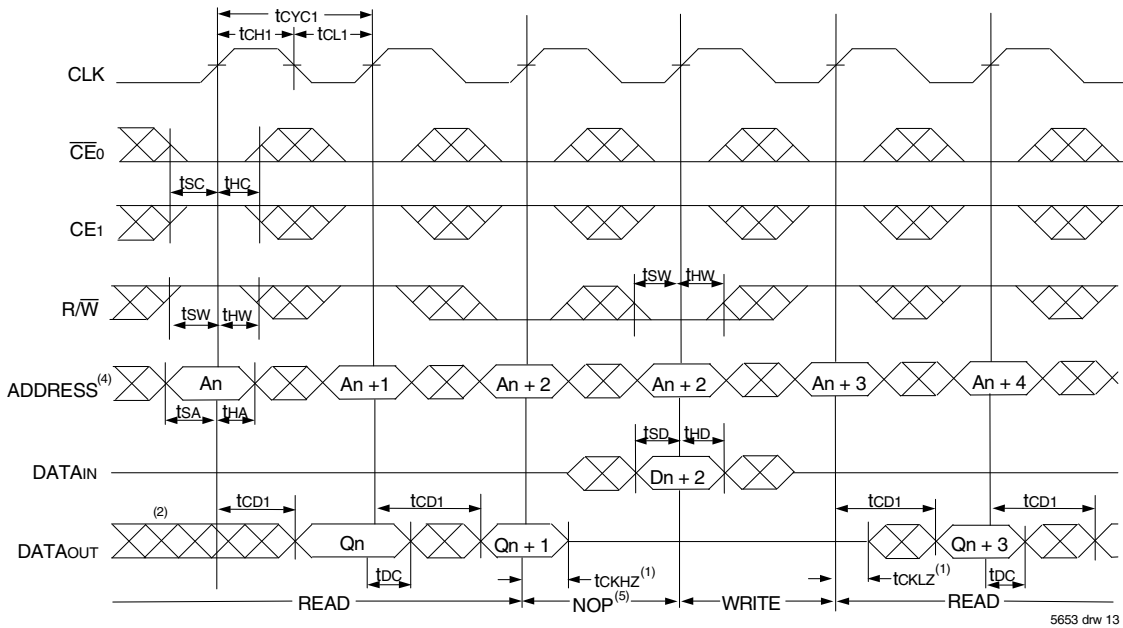 tCYC1
tCH1 tCL1
CLK
CE0
tSC tHC
CE1
tSW tHW
R/W
tSW tHW
ADDRESS(4) An An +1 An + 2 An + 2 An + 3 An + 4
tSA tHA
tSD tHD
DATAIN Dn + 2
tCD1 tCD1 tCD1 tCD1
(2)
DATAOUT Qn Qn + 1 Qn + 3
tDC tCKHZ(1) tCKLZ(1) tDC
READ NOP(5) WRITE READ
5653 drw 13